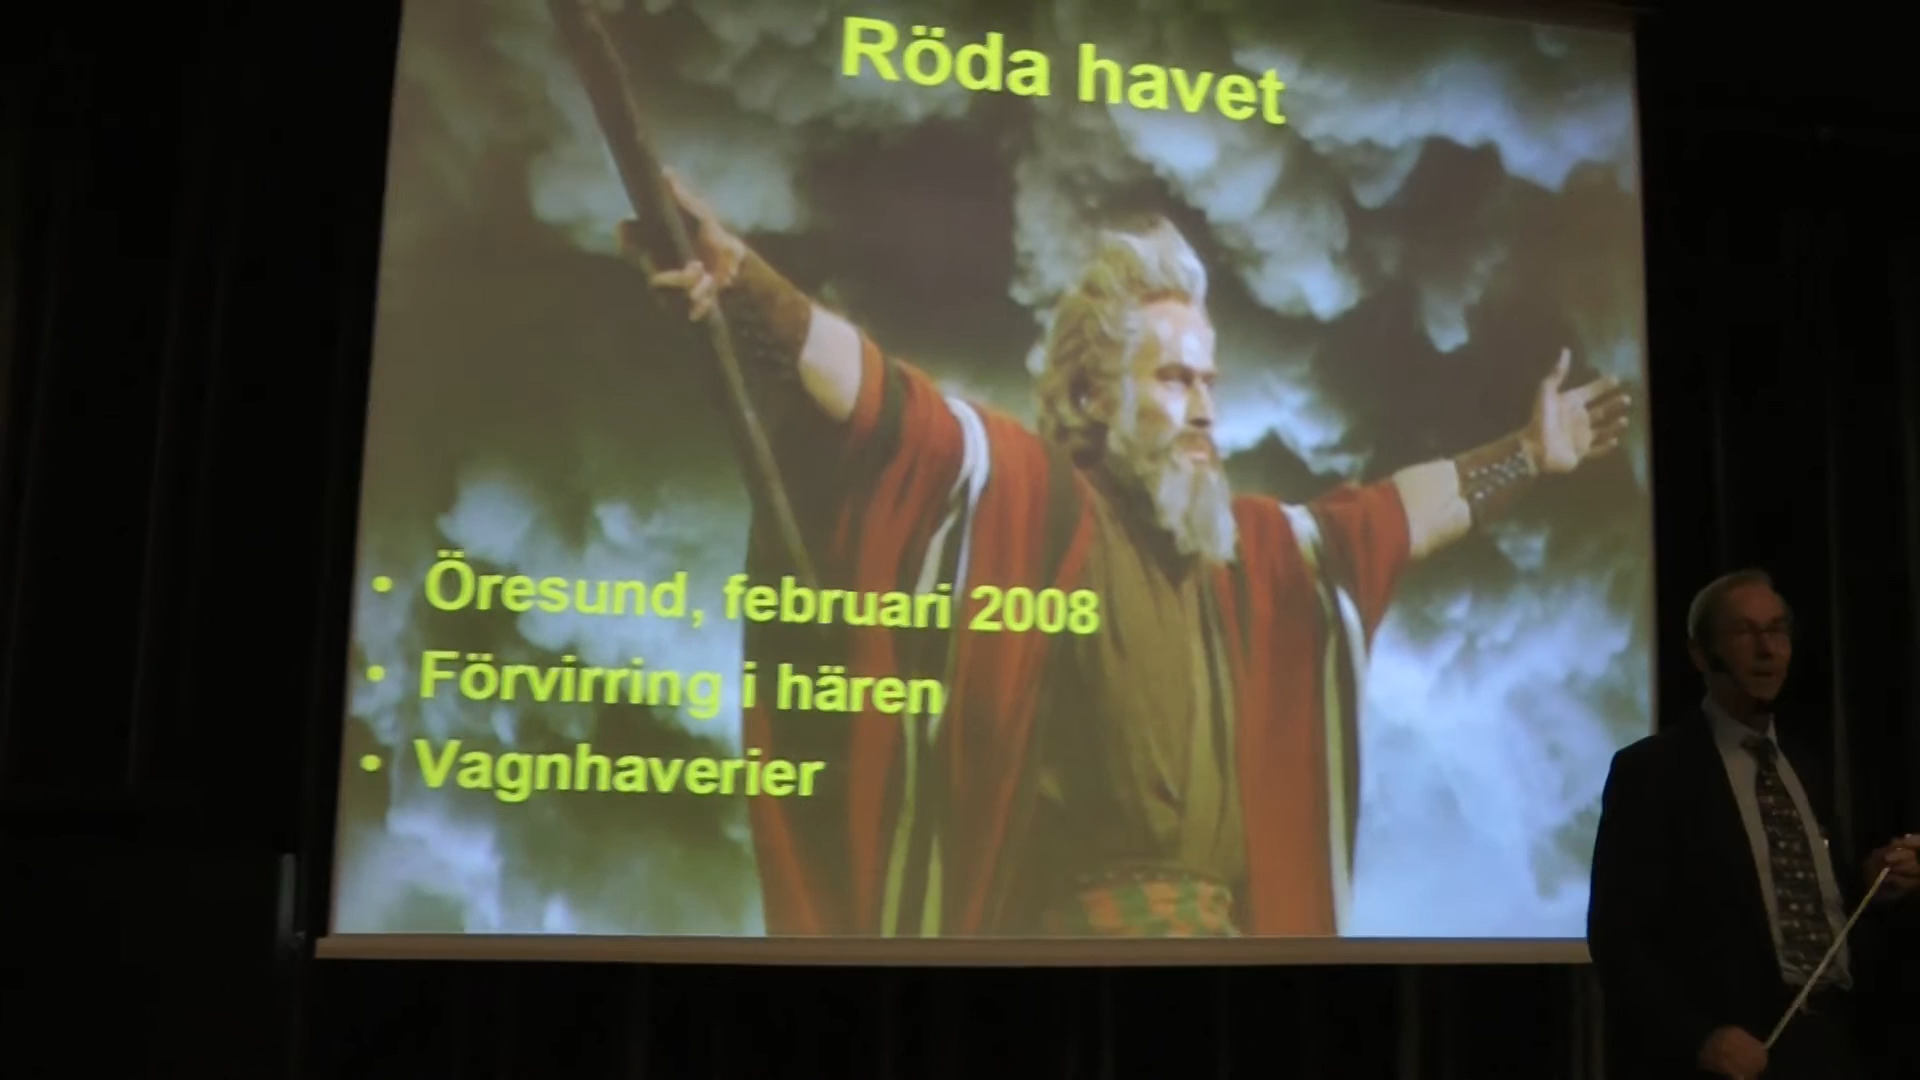 Röda havet
• Öresund, februari 2008
• Förvirring i hären
• Vagnhaverier